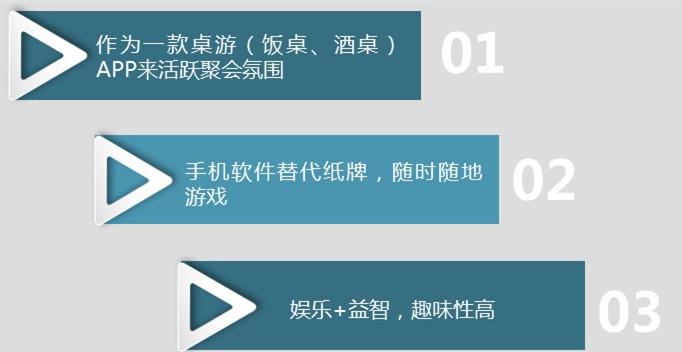 作为一款桌游（饭桌、酒桌）
APP来活跃聚会氛围
01
手机软件替代纸牌，随时随地
游戏
02
娱乐+益智，趣味性高
03